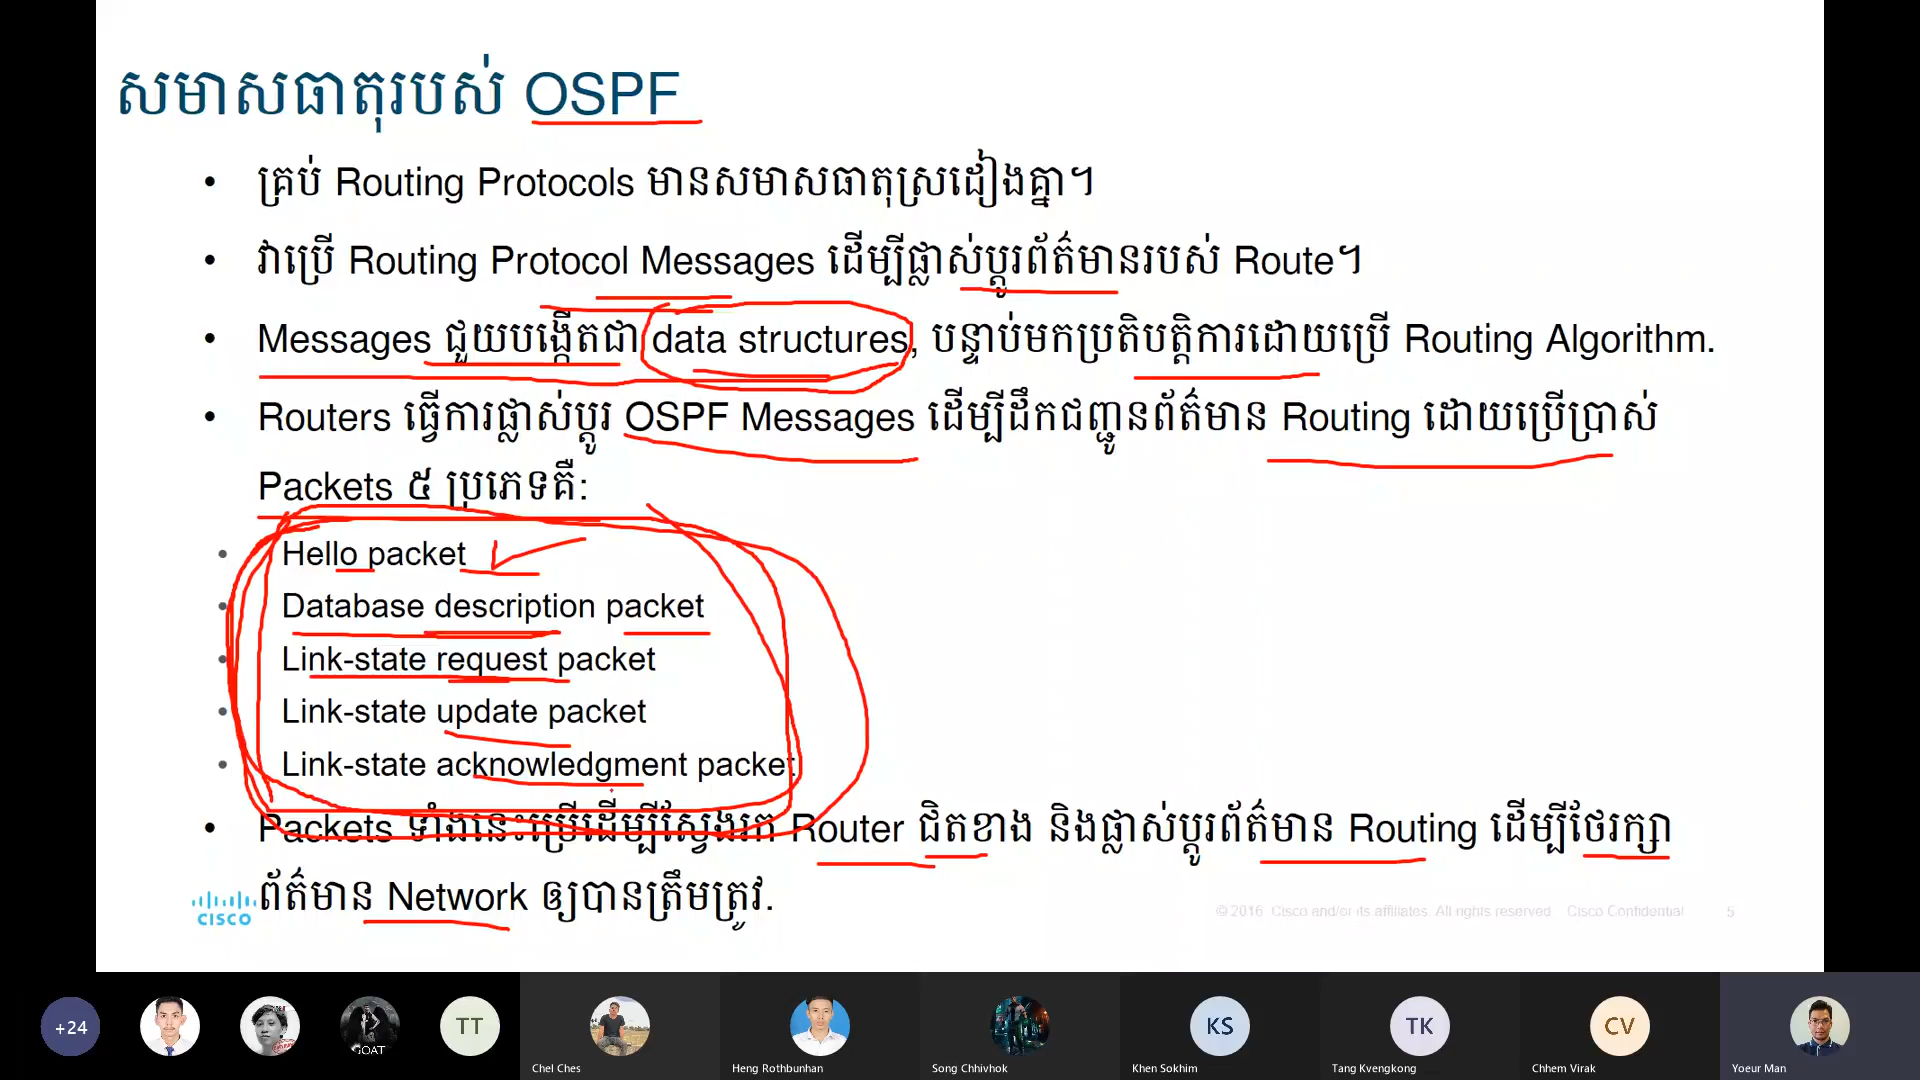 សមាសធាតុរបស់ OSPF
• គ្រប់ Routing Protocols មានសមាសធាតុស្រដៀងគ្នា។
• វាប្រើ Routing Protocol Messages ដើម្បីផ្លាស់ប្តូរព័ត៌មានរបស់ Route។
• Messages ជួយបង្កើតជា data structures, បន្ទាប់មកប្រតិបត្តិការដោយប្រើ Routing Algorithm.
• Routers ធ្វើការផ្លាស់ប្តូរ OSPF Messages ដើម្បីដឹកជញ្ជូនព័ត៌មាន Routing ដោយប្រើប្រាស់
Packets ៥ ប្រភេទគឺ:
• Hello packet
• Database description packet
• Link-state request packet
• Link-state update packet
• Link-state acknowledgment packet
• Packets ទាំងនេះប្រើដើម្បីស្វែងរក Router ជិតខាង និងផ្លាស់ប្តូរព័ត៌មាន Routing ដើម្បីថែរក្សា
ព័ត៌មាន Network ឲ្យបានត្រឹមត្រូវ.
CISCO
© 2016 Cisco and/or its affiliates. All rights reserved Cisco Confidential 5
+24
GOAT
TT
KS
TK
CV
Chel Ches
Heng Rothbunhan
Song Chhivhok
Khen Sokhim
Tang Kvengkong
Chhem Virak
Yoeur Man